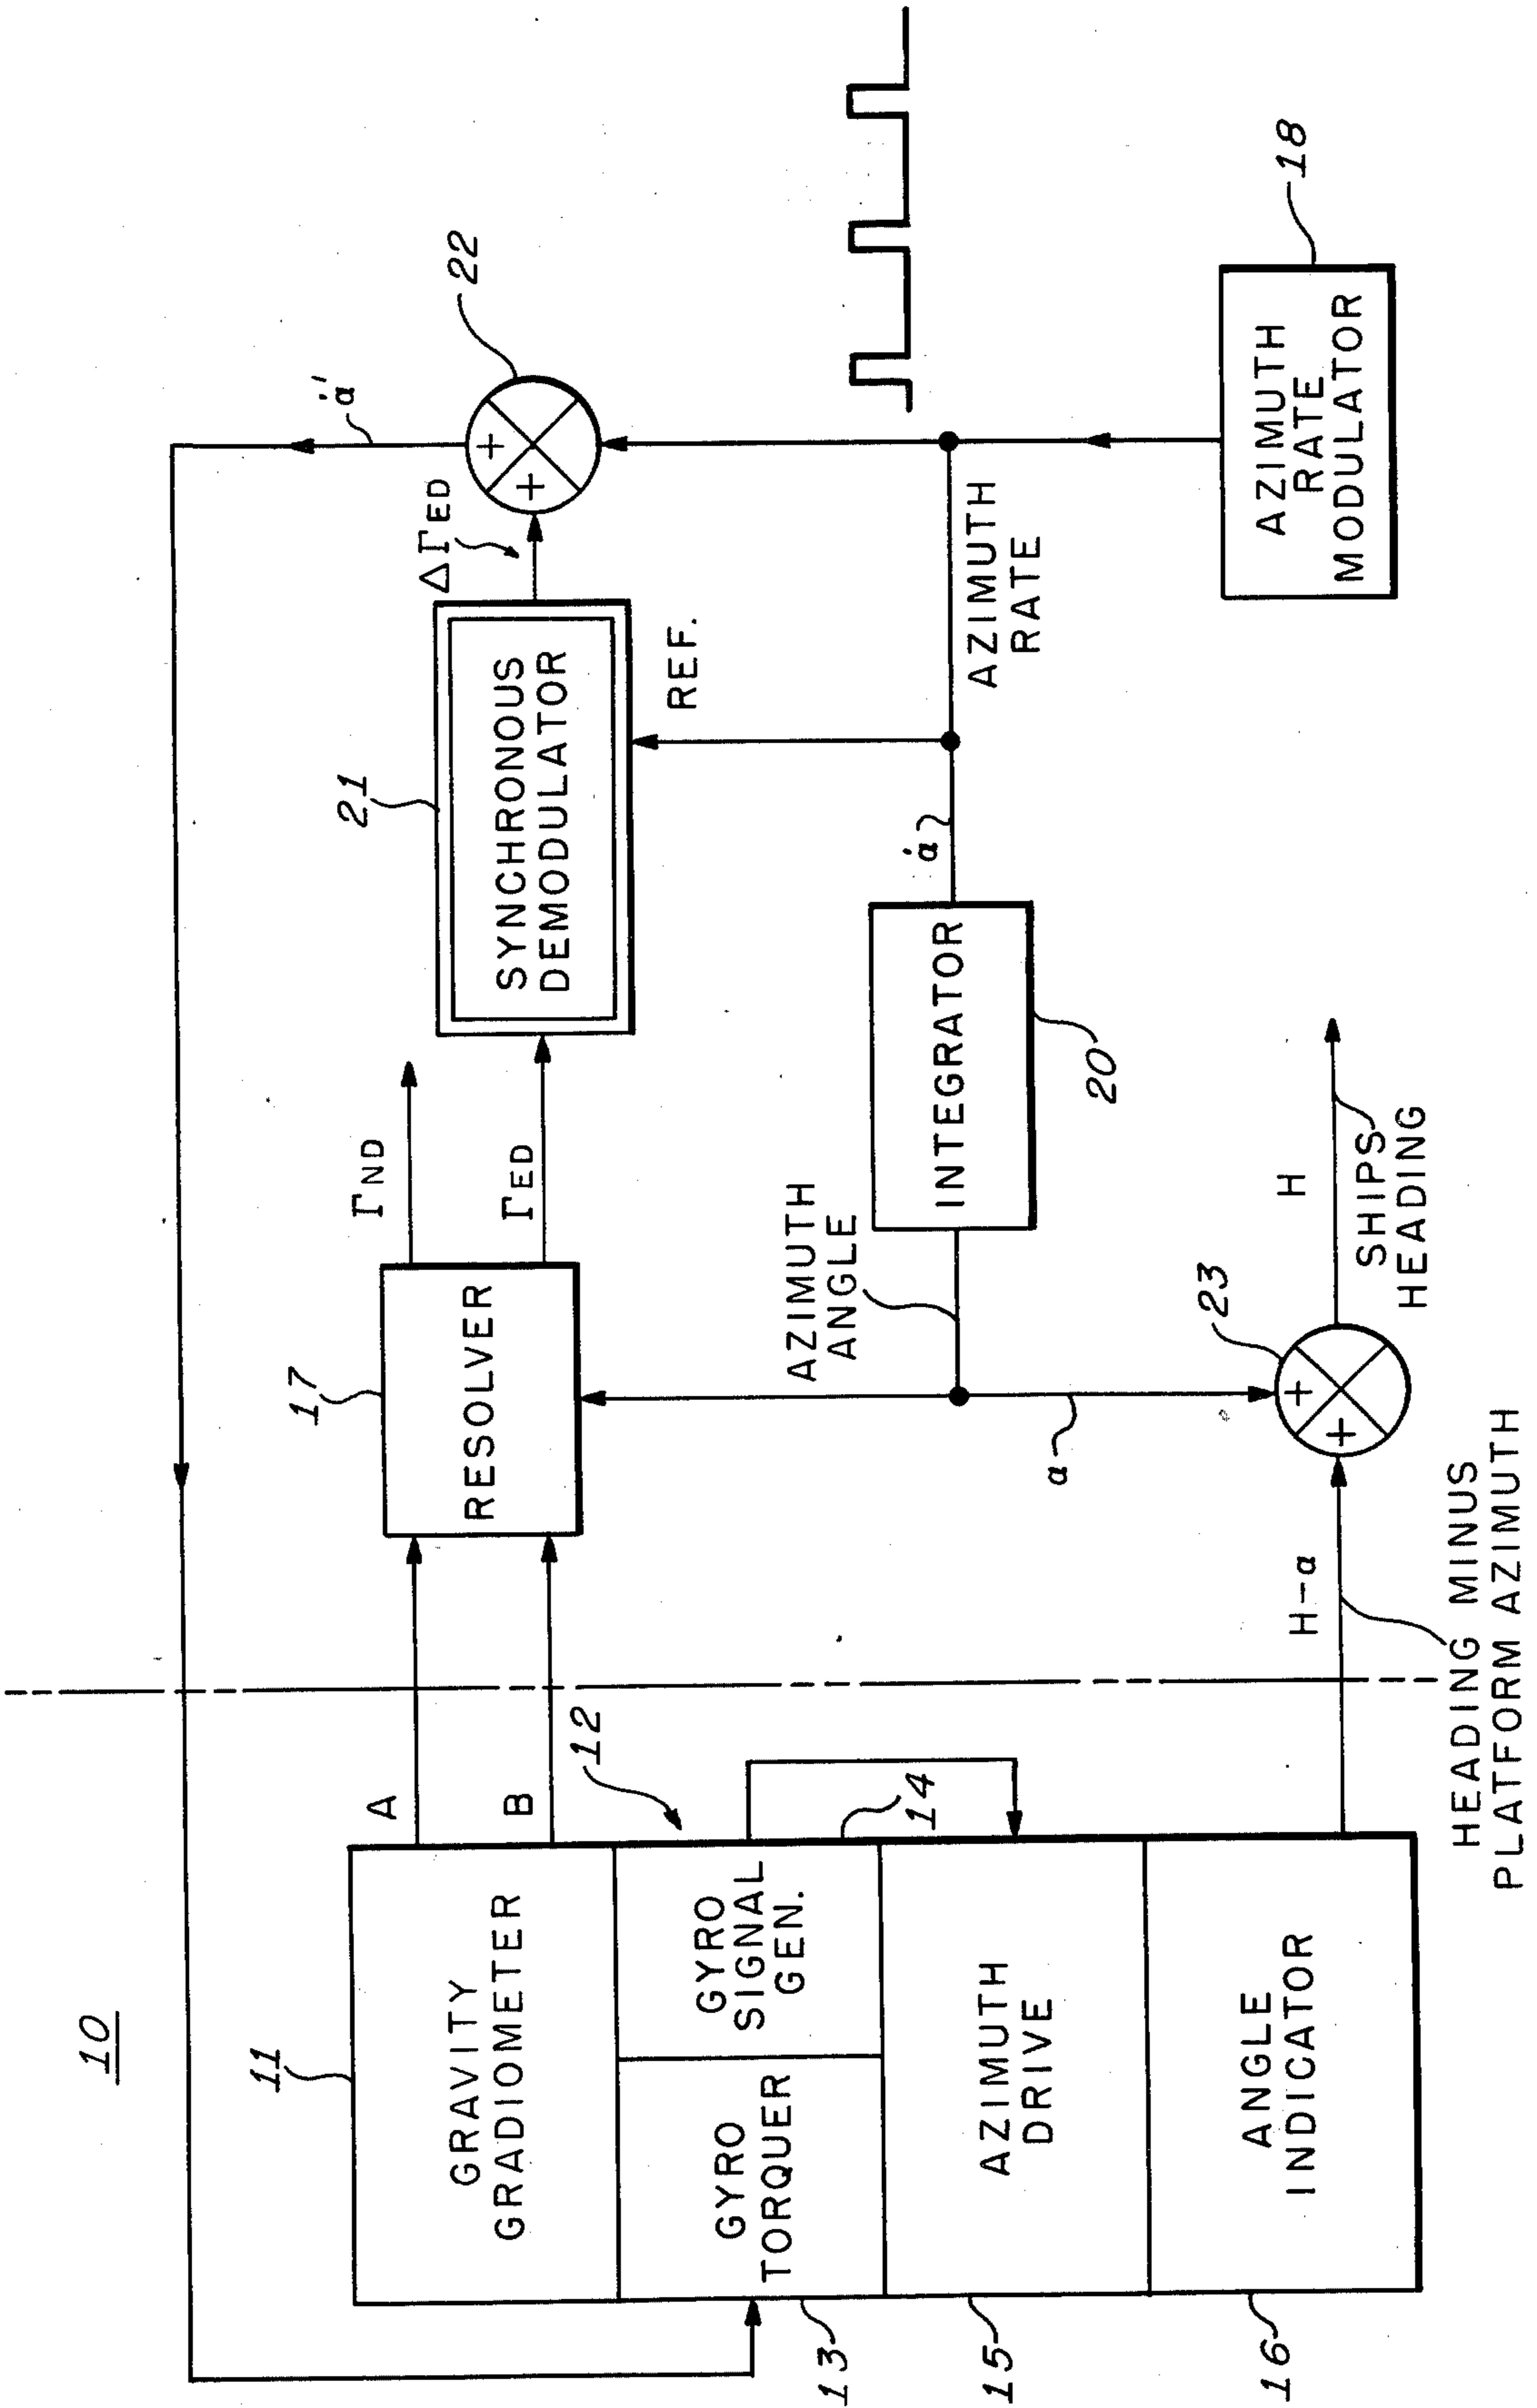 10
11
GRAVITY
GRADIOMETER
A
B
12
GYRO
TORQUER
GYRO
SIGNAL
GEN.
13
14
AZIMUTH
DRIVE
15
ANGLE
INDICATOR
16
17
RESOLVER
ΓND
ΓED
21
SYNCHRONOUS
DEMODULATOR
REF.
ΔΓED
22
α̇'
AZIMUTH
ANGLE
INTEGRATOR
20
α̇
AZIMUTH
RATE
AZIMUTH
RATE
MODULATOR
18
α
H-α
HEADING MINUS
PLATFORM AZIMUTH
23
H
SHIPS
HEADING
+
+
+
+